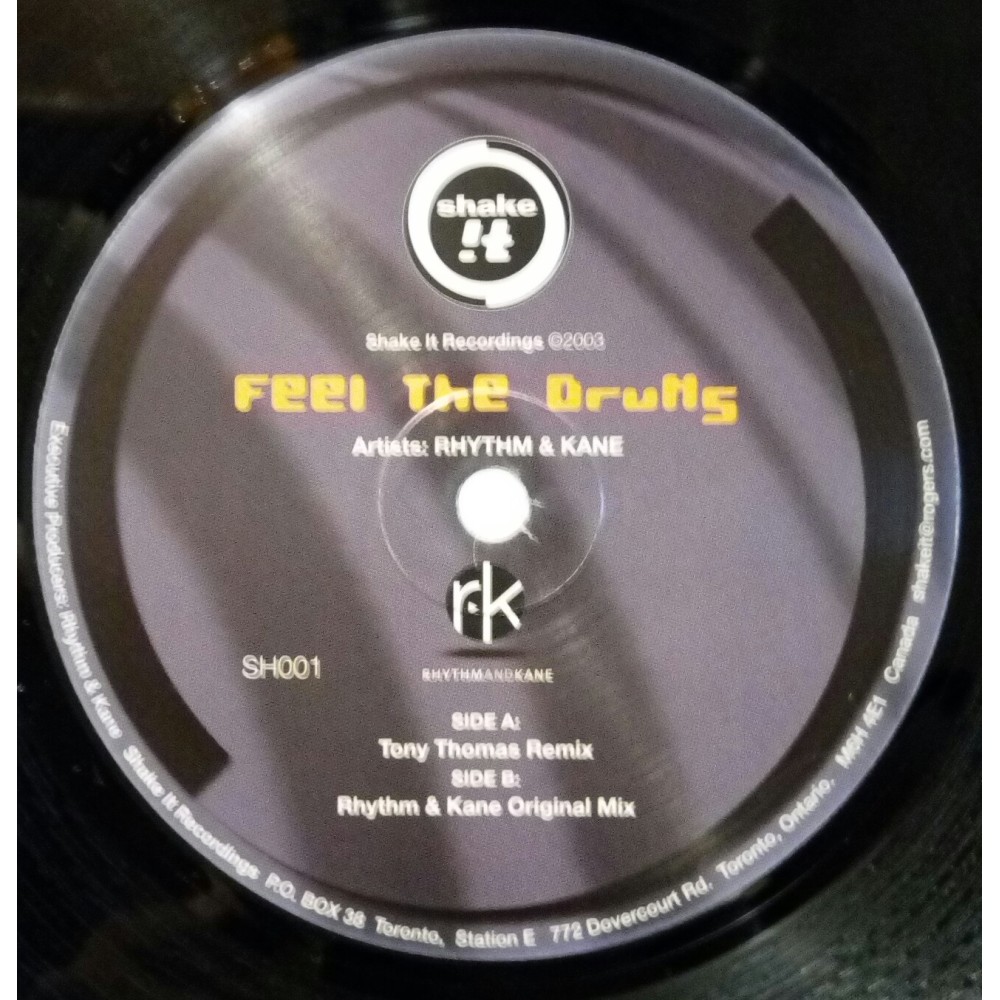 shake
!t
Shake It Recordings ©2003
Feel The Drums
Artists: RHYTHM & KANE
rk
RHYTHMANDKANE
SH001
SIDE A:
Tony Thomas Remix
SIDE B:
Rhythm & Kane Original Mix
Executive Producers: Rhythm & Kane Shake It Recordings P.O. BOX 38 Toronto, Station E 772 Dovercourt Rd. Toronto, Ontario. M6H 4E1 Canada shakeit@rogers.com